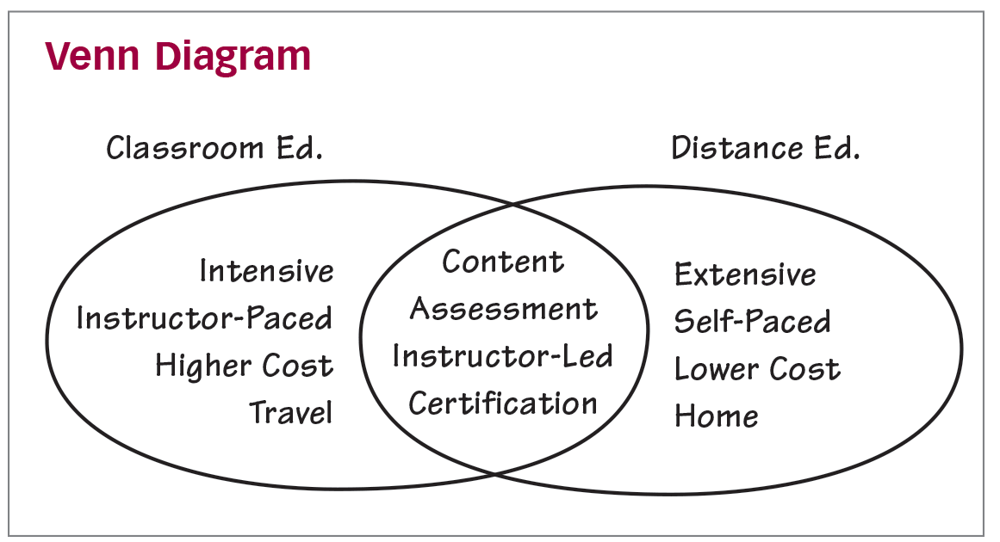 Venn Diagram
Classroom Ed.
Distance Ed.
Intensive
Instructor-Paced
Higher Cost
Travel
Content
Assessment
Instructor-Led
Certification
Extensive
Self-Paced
Lower Cost
Home